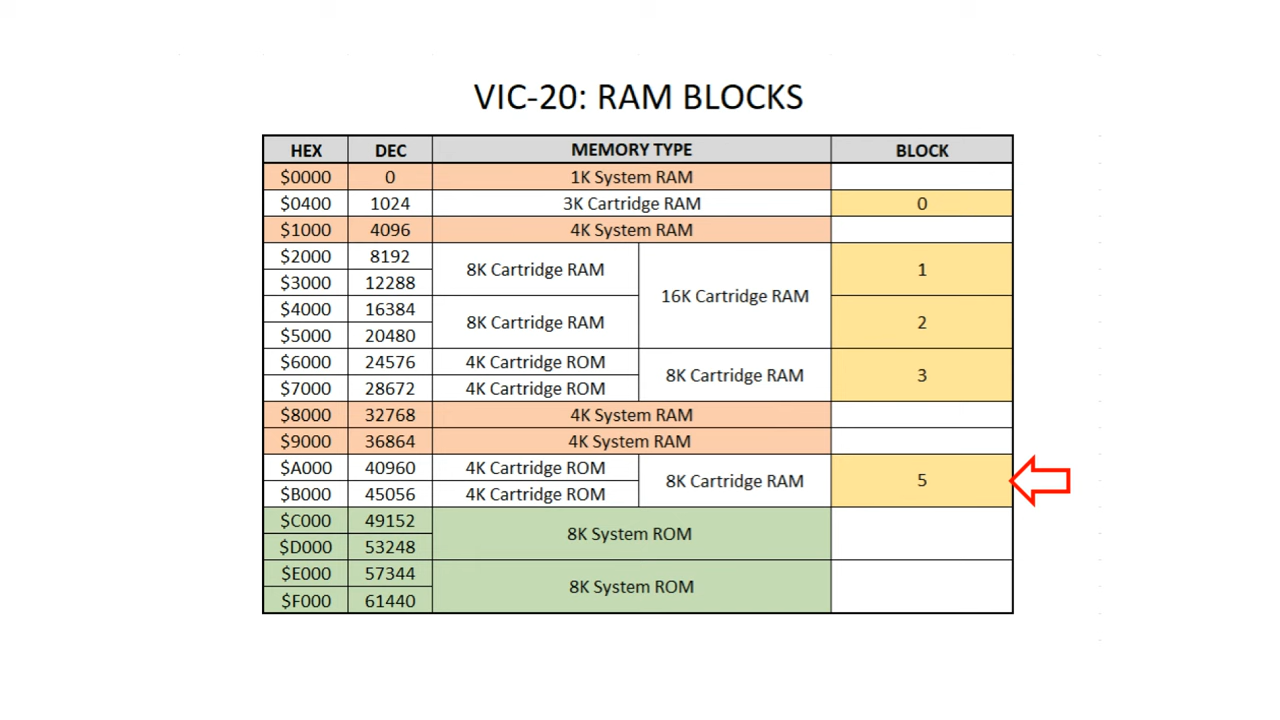 VIC-20: RAM BLOCKS
HEX DEC MEMORY TYPE BLOCK
$0000 0 1K System RAM
$0400 1024 3K Cartridge RAM 0
$1000 4096 4K System RAM
$2000 8192 8K Cartridge RAM 16K Cartridge RAM 1
$3000 12288
$4000 16384 8K Cartridge RAM 2
$5000 20480
$6000 24576 4K Cartridge ROM 8K Cartridge RAM 3
$7000 28672 4K Cartridge ROM
$8000 32768 4K System RAM
$9000 36864 4K System RAM
$A000 40960 4K Cartridge ROM 8K Cartridge RAM 5
$B000 45056 4K Cartridge ROM
$C000 49152 8K System ROM
$D000 53248
$E000 57344 8K System ROM
$F000 61440